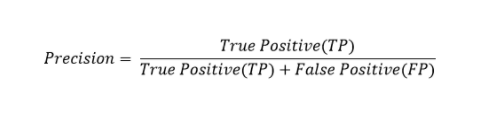 Precision = True Positive(TP) / True Positive(TP) + False Positive(FP)